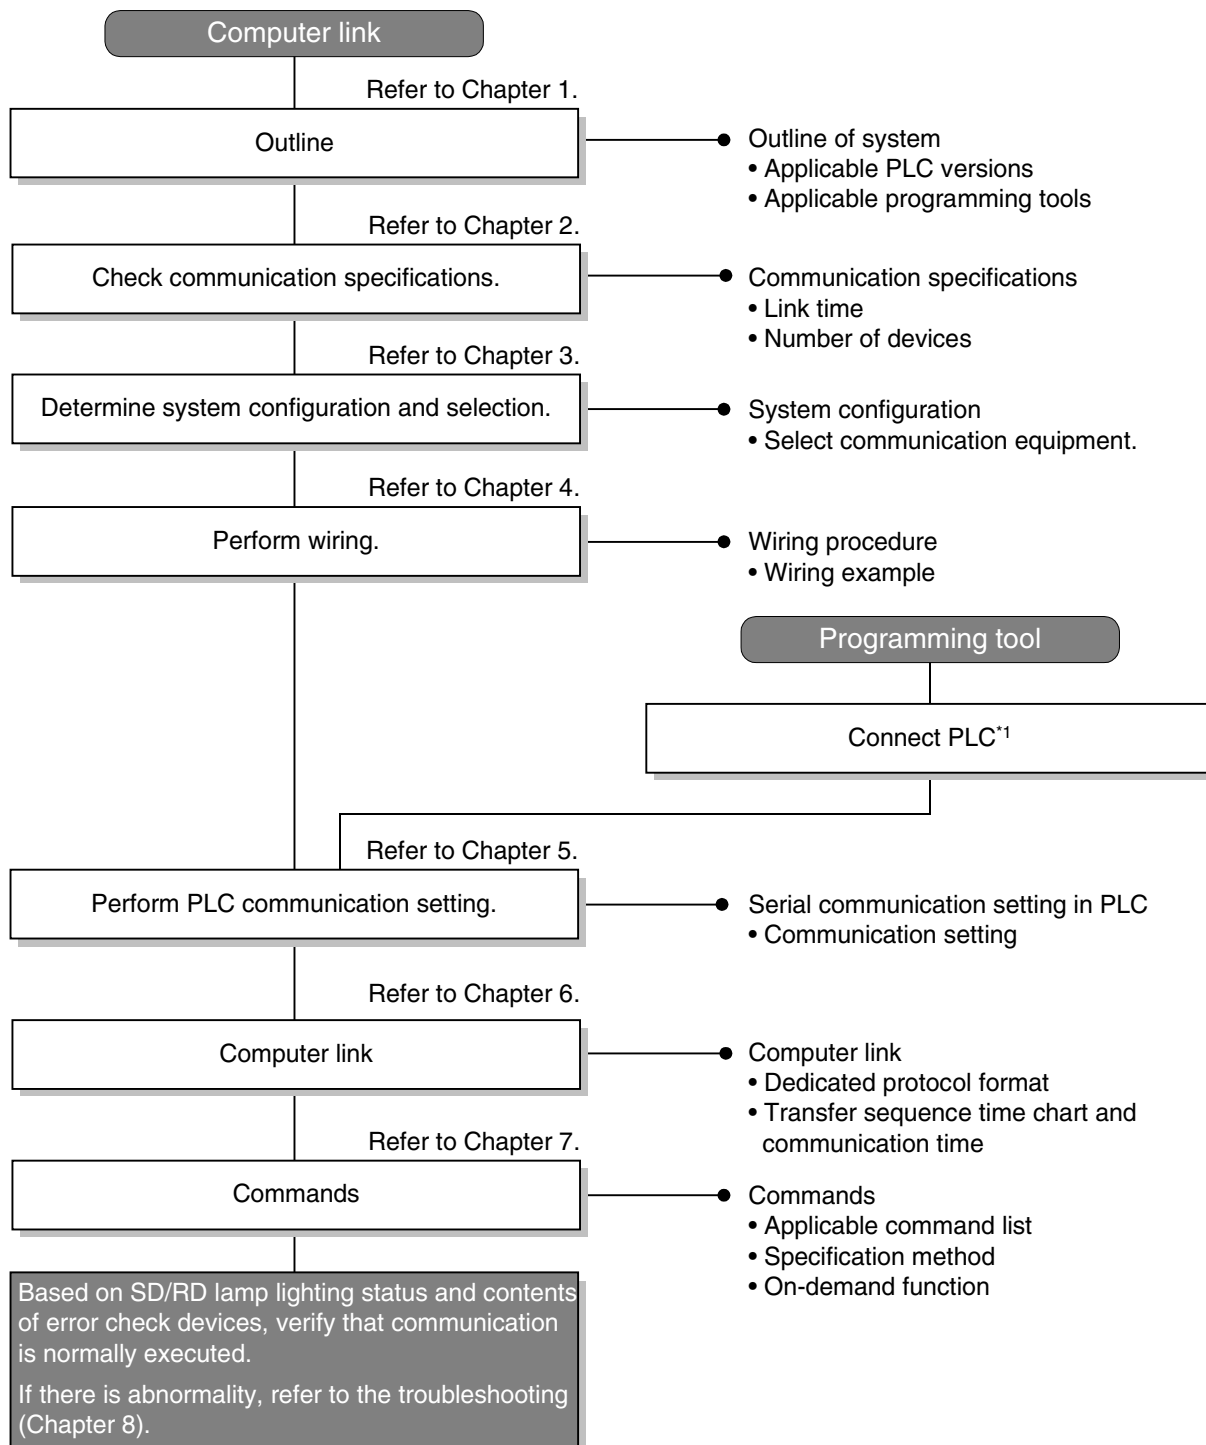 Computer link
Refer to Chapter 1.
Outline
Outline of system
• Applicable PLC versions
• Applicable programming tools
Refer to Chapter 2.
Check communication specifications.
Communication specifications
• Link time
• Number of devices
Refer to Chapter 3.
Determine system configuration and selection.
System configuration
• Select communication equipment.
Refer to Chapter 4.
Perform wiring.
Wiring procedure
• Wiring example
Programming tool
Connect PLC*1
Refer to Chapter 5.
Perform PLC communication setting.
Serial communication setting in PLC
• Communication setting
Refer to Chapter 6.
Computer link
Computer link
• Dedicated protocol format
• Transfer sequence time chart and
communication time
Refer to Chapter 7.
Commands
Commands
• Applicable command list
• Specification method
• On-demand function
Based on SD/RD lamp lighting status and contents
of error check devices, verify that communication
is normally executed.
If there is abnormality, refer to the troubleshooting
(Chapter 8).